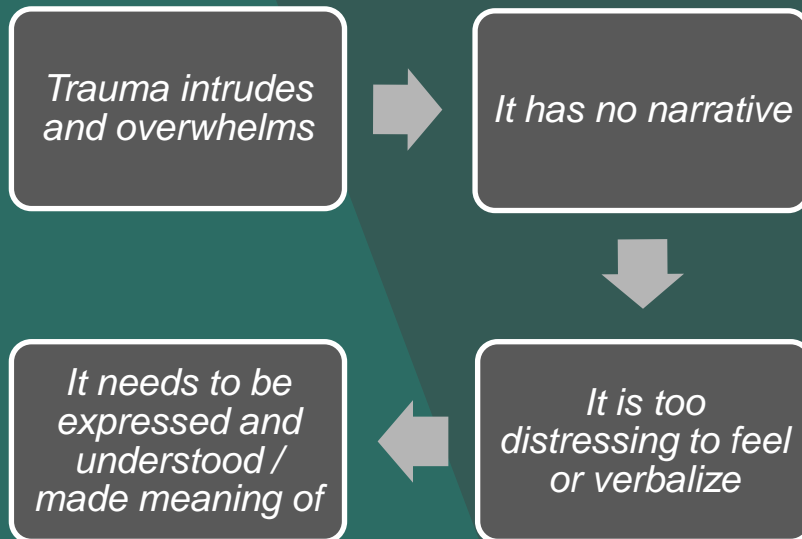 Trauma intrudes
and overwhelms
It has no narrative
It is too
distressing to feel
or verbalize
It needs to be
expressed and
understood /
made meaning of